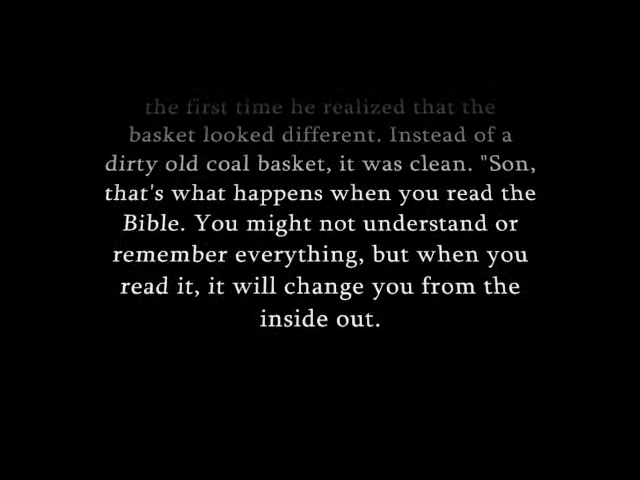 the first time he realized that the
basket looked different. Instead of a
dirty old coal basket, it was clean. "Son,
that's what happens when you read the
Bible. You might not understand or
remember everything, but when you
read it, it will change you from the
inside out.